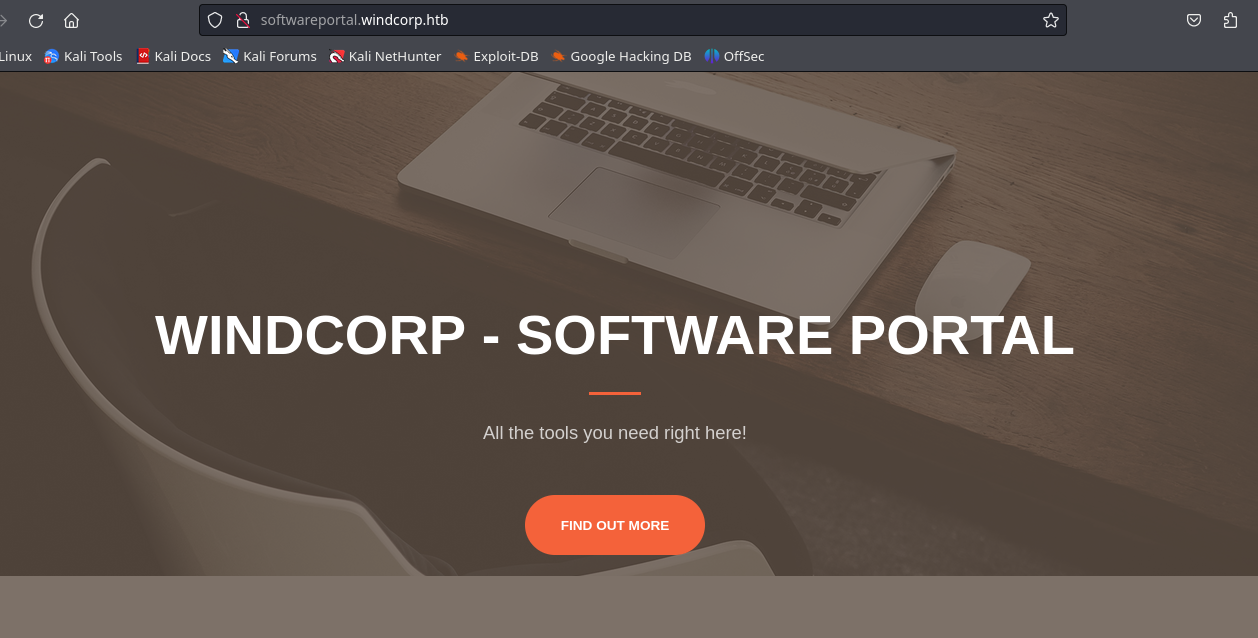 softwareportal.windcorp.htb
Linux Kali Tools Kali Docs Kali Forums Kali NetHunter Exploit-DB Google Hacking DB OffSec
WINDCORP - SOFTWARE PORTAL
All the tools you need right here!
FIND OUT MORE